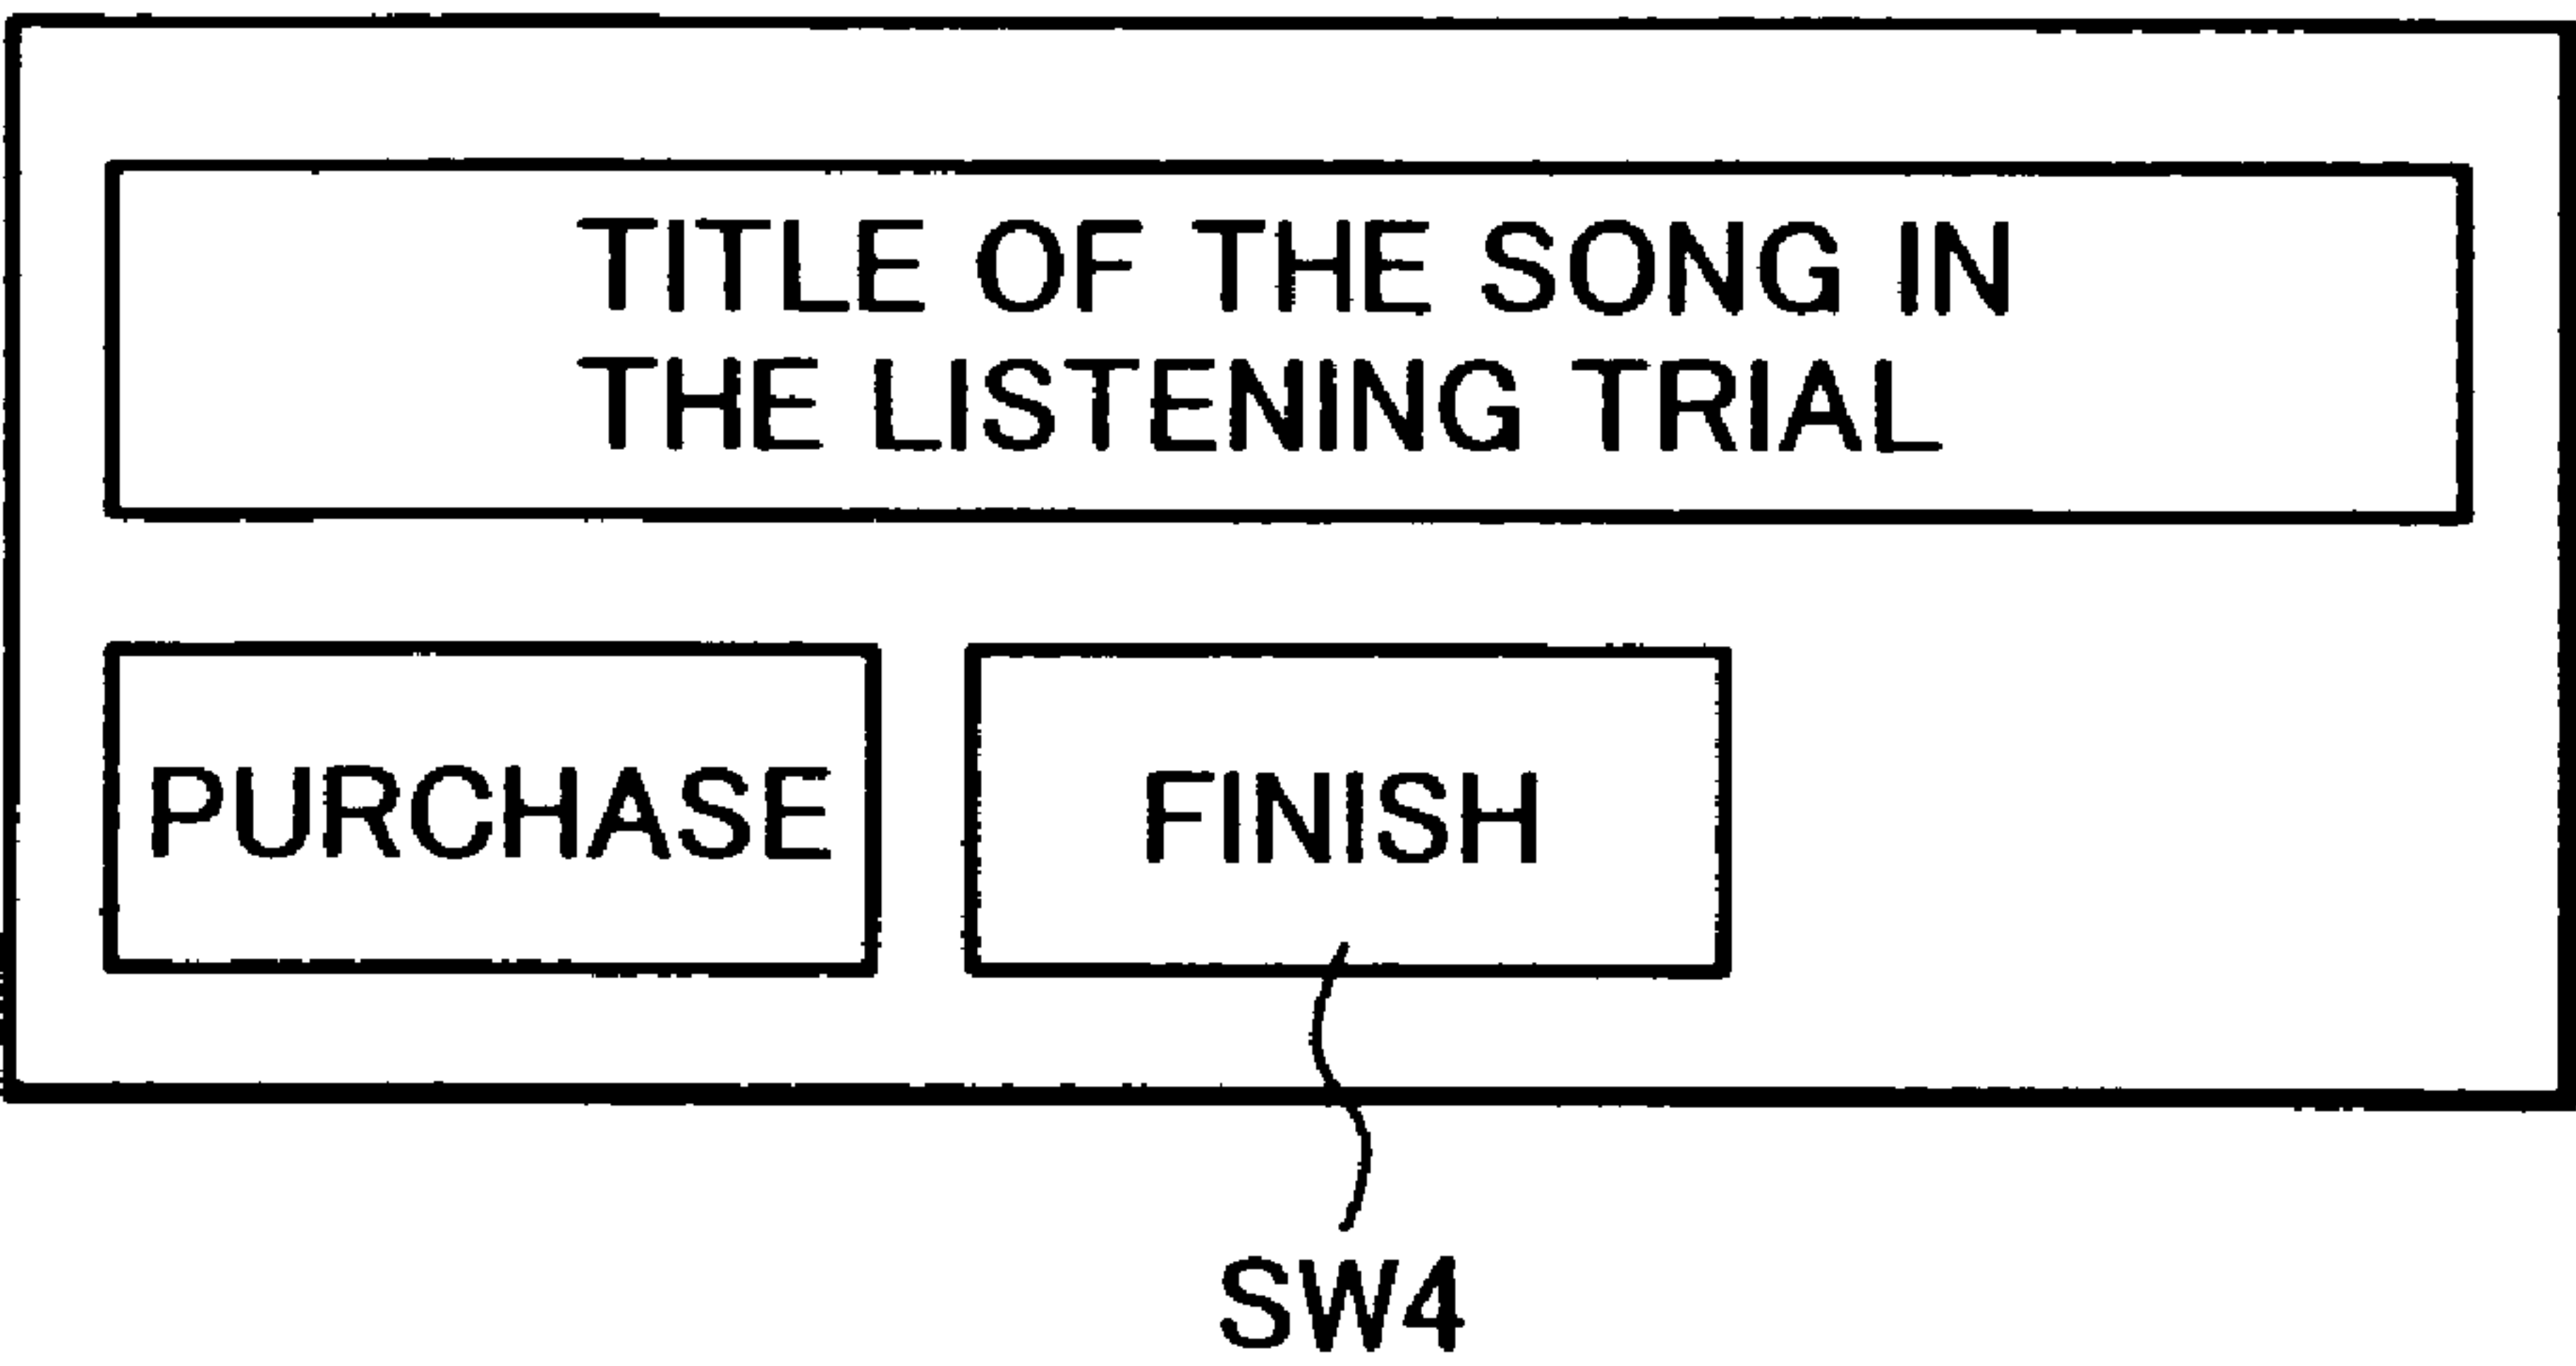 TITLE OF THE SONG IN
THE LISTENING TRIAL
PURCHASE
FINISH
SW4